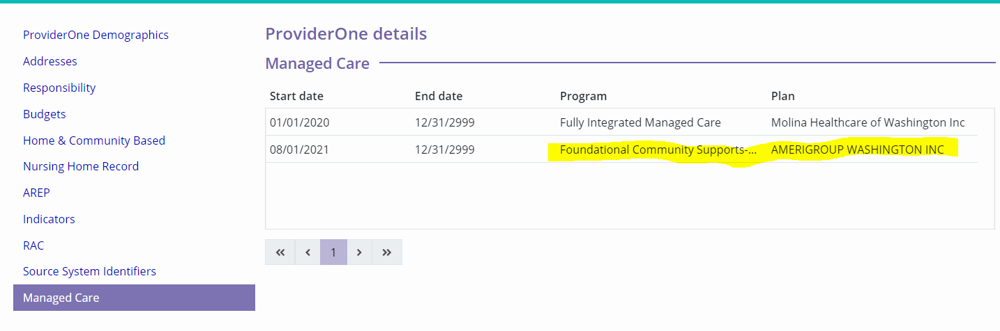 ProviderOne Demographics
Addresses
Responsibility
Budgets
Home & Community Based
Nursing Home Record
AREP
Indicators
RAC
Source System Identifiers
Managed Care
ProviderOne details
Managed Care
Start date End date Program Plan
01/01/2020 12/31/2999 Fully Integrated Managed Care Molina Healthcare of Washington Inc
08/01/2021 12/31/2999 Foundational Community Supports-... AMERIGROUP WASHINGTON INC
« ‹ 1 › »